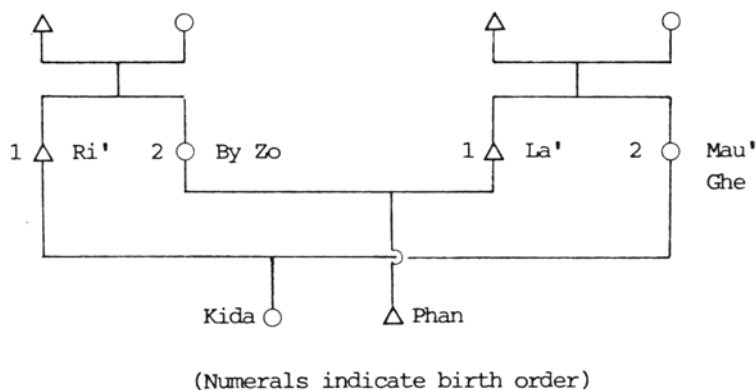 1 Ri' 2 By Zo 1 La' 2 Mau'
Ghe
Kida Phan
(Numerals indicate birth order)